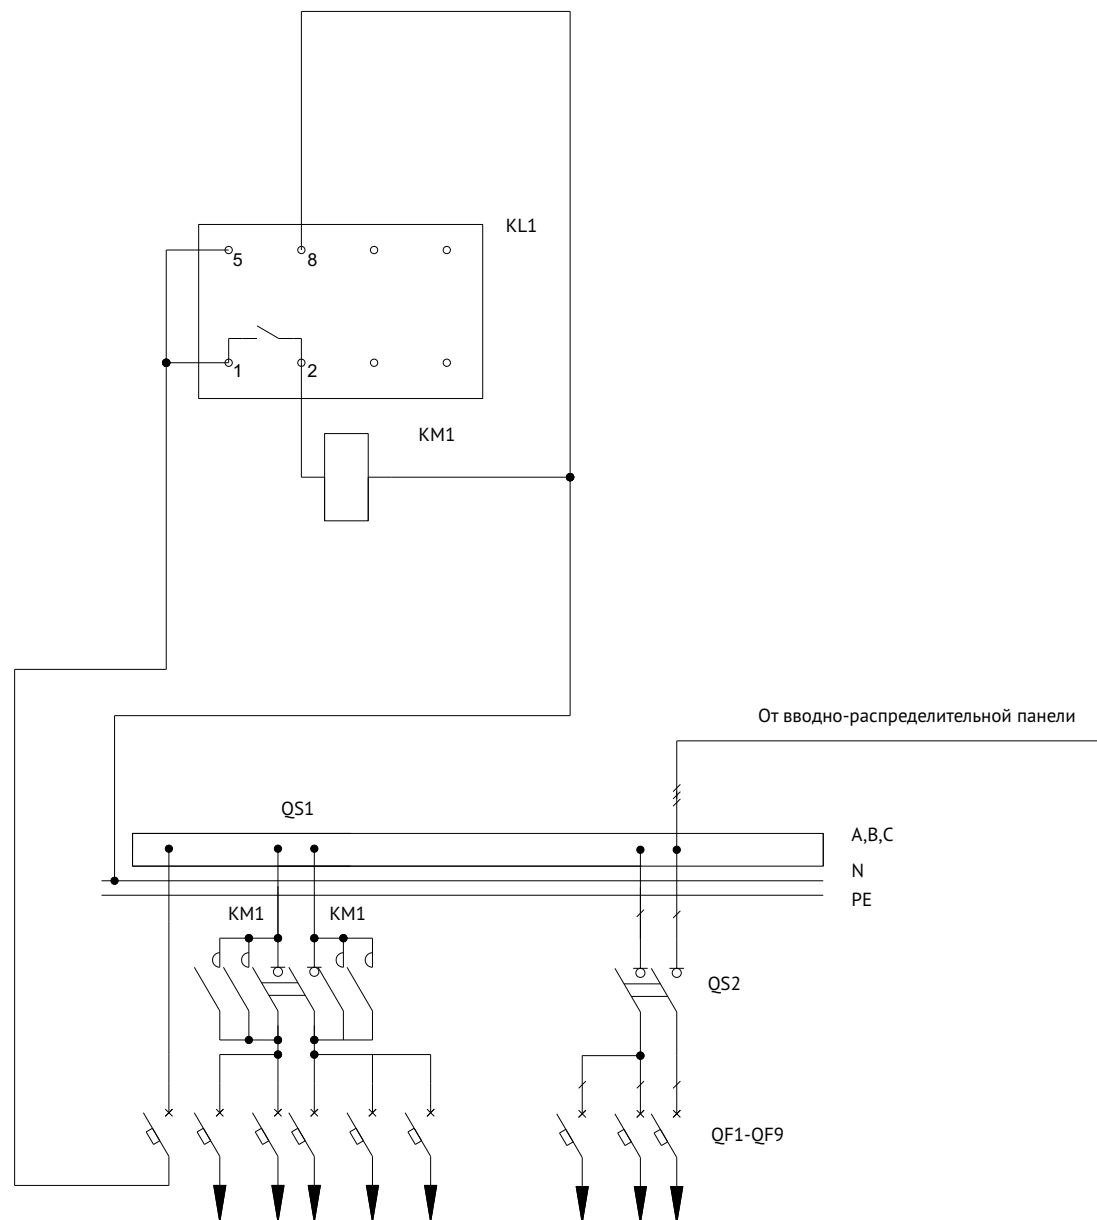 KL1
5 8
1 2
KM1
От вводно-распределительной панели
QS1
A,B,C
N
PE
KM1 KM1
QS2
QF1-QF9